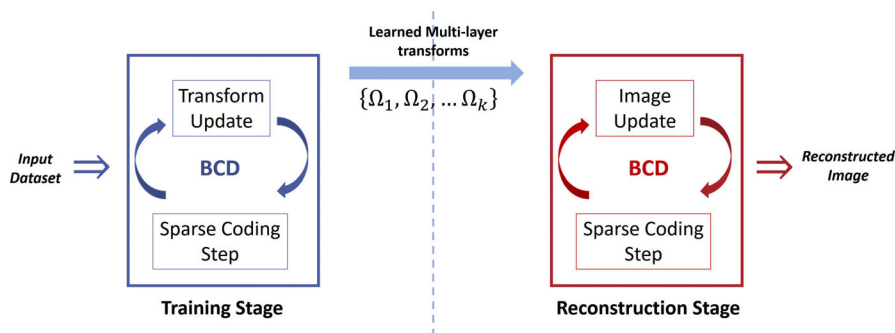 Learned Multi-layer
transforms
{Ω₁, Ω₂, … Ωₖ}
Input
Dataset
Transform
Update
BCD
Sparse Coding
Step
Training Stage
Image
Update
BCD
Sparse Coding
Step
Reconstruction Stage
Reconstructed
Image